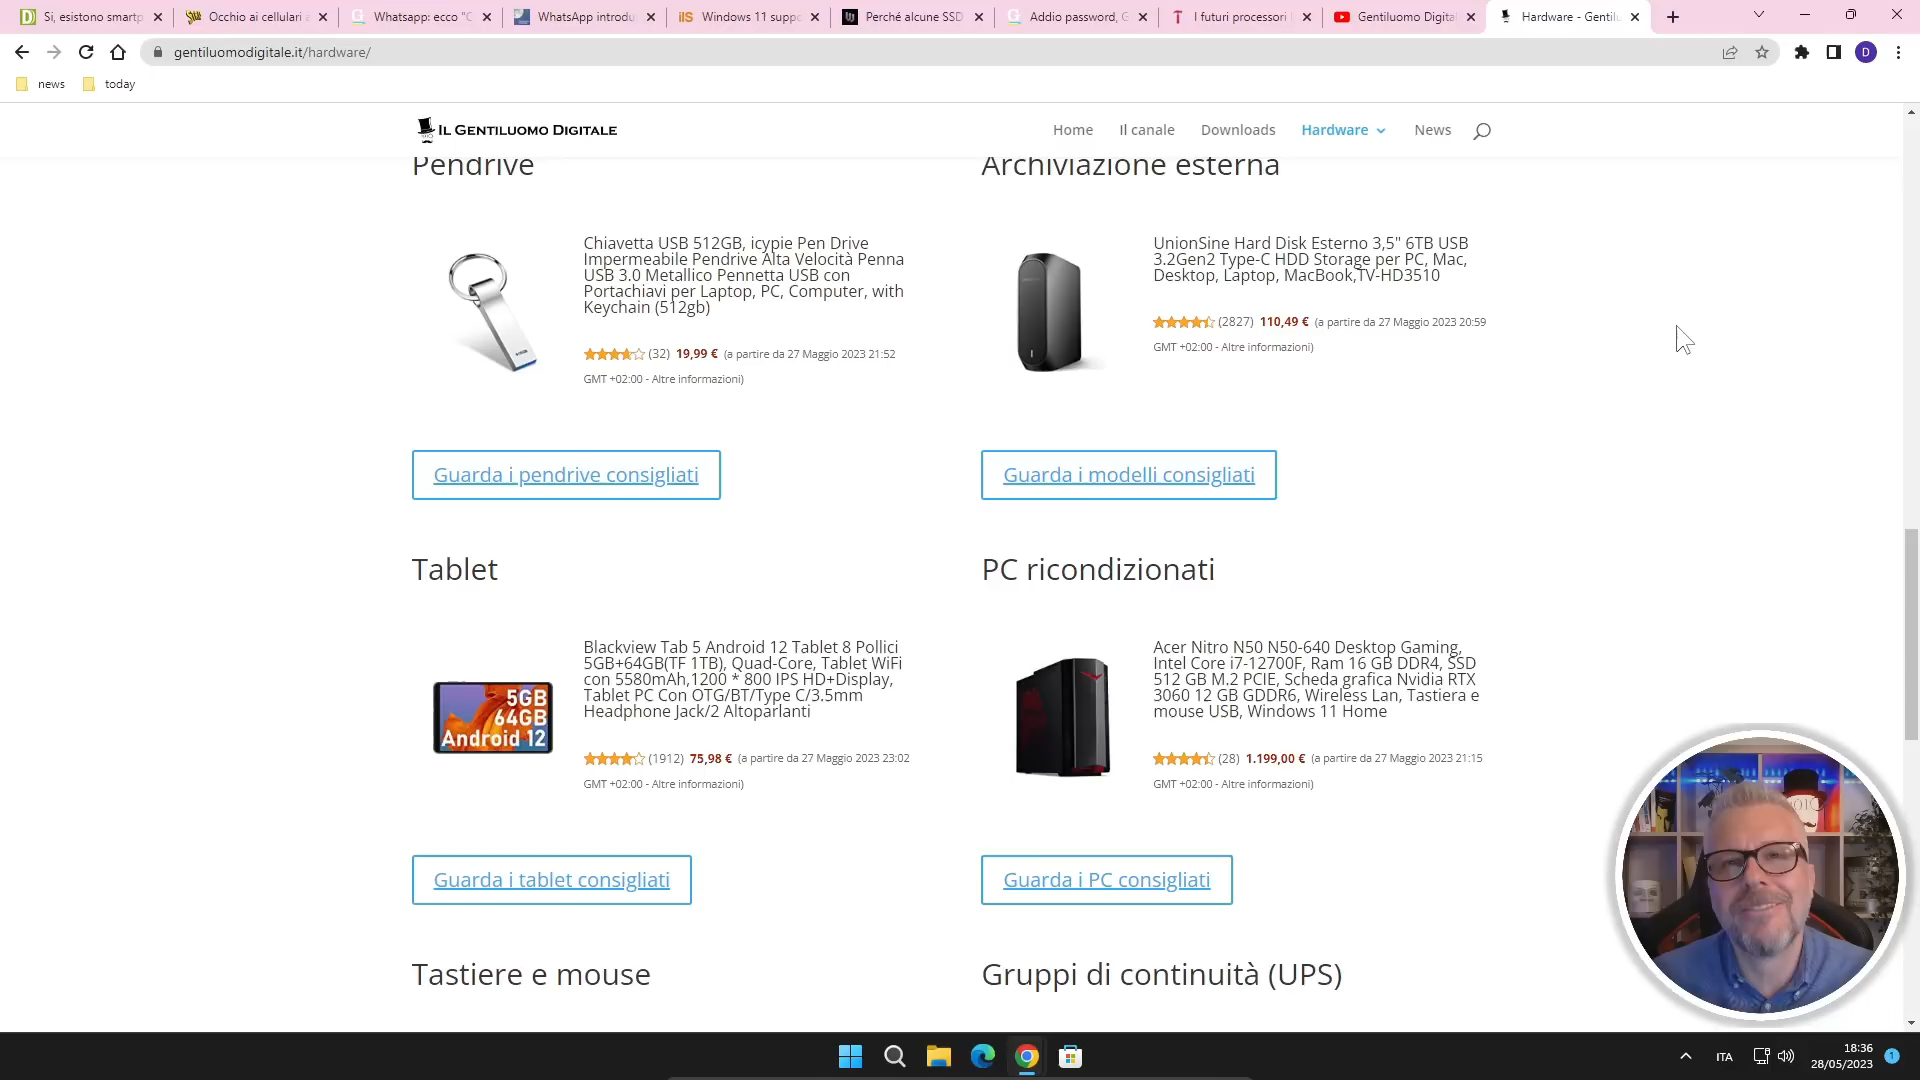 Si, esistono smartp
Occhio ai cellulari a
Whatsapp: ecco "C
WhatsApp introdu
Windows 11 suppo
Perché alcune SSD
Addio password, G
I futuri processori
Gentiluomo Digital
Hardware - Gentilu
gentiluomodigitale.it/hardware/
D
news
today
IL GENTILUOMO DIGITALE
Home
Il canale
Downloads
Hardware
News
Pendrive
Chiavetta USB 512GB, icypie Pen Drive
Impermeabile Pendrive Alta Velocità Penna
USB 3.0 Metallico Pennetta USB con
Portachiavi per Laptop, PC, Computer, with
Keychain (512gb)
(32) 19,99 € (a partire da 27 Maggio 2023 21:52
GMT +02:00 - Altre informazioni)
Guarda i pendrive consigliati
Archiviazione esterna
UnionSine Hard Disk Esterno 3,5" 6TB USB
3.2Gen2 Type-C HDD Storage per PC, Mac,
Desktop, Laptop, MacBook,TV-HD3510
(2827) 110,49 € (a partire da 27 Maggio 2023 20:59
GMT +02:00 - Altre informazioni)
Guarda i modelli consigliati
Tablet
5GB
64GB
Android 12
Blackview Tab 5 Android 12 Tablet 8 Pollici
5GB+64GB(TF 1TB), Quad-Core, Tablet WiFi
con 5580mAh,1200 * 800 IPS HD+Display,
Tablet PC Con OTG/BT/Type C/3.5mm
Headphone Jack/2 Altoparlanti
(1912) 75,98 € (a partire da 27 Maggio 2023 23:02
GMT +02:00 - Altre informazioni)
Guarda i tablet consigliati
PC ricondizionati
Acer Nitro N50 N50-640 Desktop Gaming,
Intel Core i7-12700F, Ram 16 GB DDR4, SSD
512 GB M.2 PCIE, Scheda grafica Nvidia RTX
3060 12 GB GDDR6, Wireless Lan, Tastiera e
mouse USB, Windows 11 Home
(28) 1.199,00 € (a partire da 27 Maggio 2023 21:15
GMT +02:00 - Altre informazioni)
Guarda i PC consigliati
Tastiere e mouse
Gruppi di continuità (UPS)
ITA
18:36
28/05/2023
1